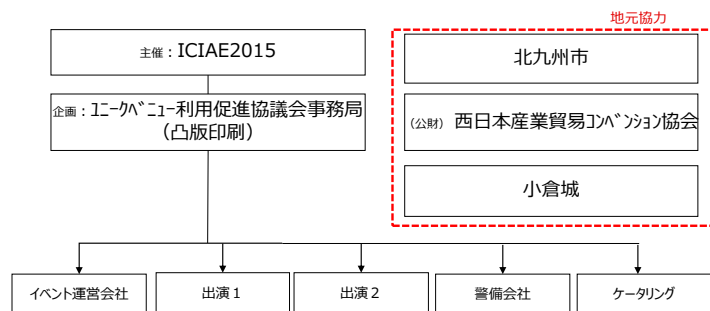 地元協力
主催：ICIAE2015
北九州市
企画：ﾕﾆｰｸﾍﾞﾆｭｰ利用促進協議会事務局
（凸版印刷）
（公財）西日本産業貿易ｺﾝﾍﾞﾝｼｮﾝ協会
小倉城
イベント運営会社
出演１
出演２
警備会社
ケータリング